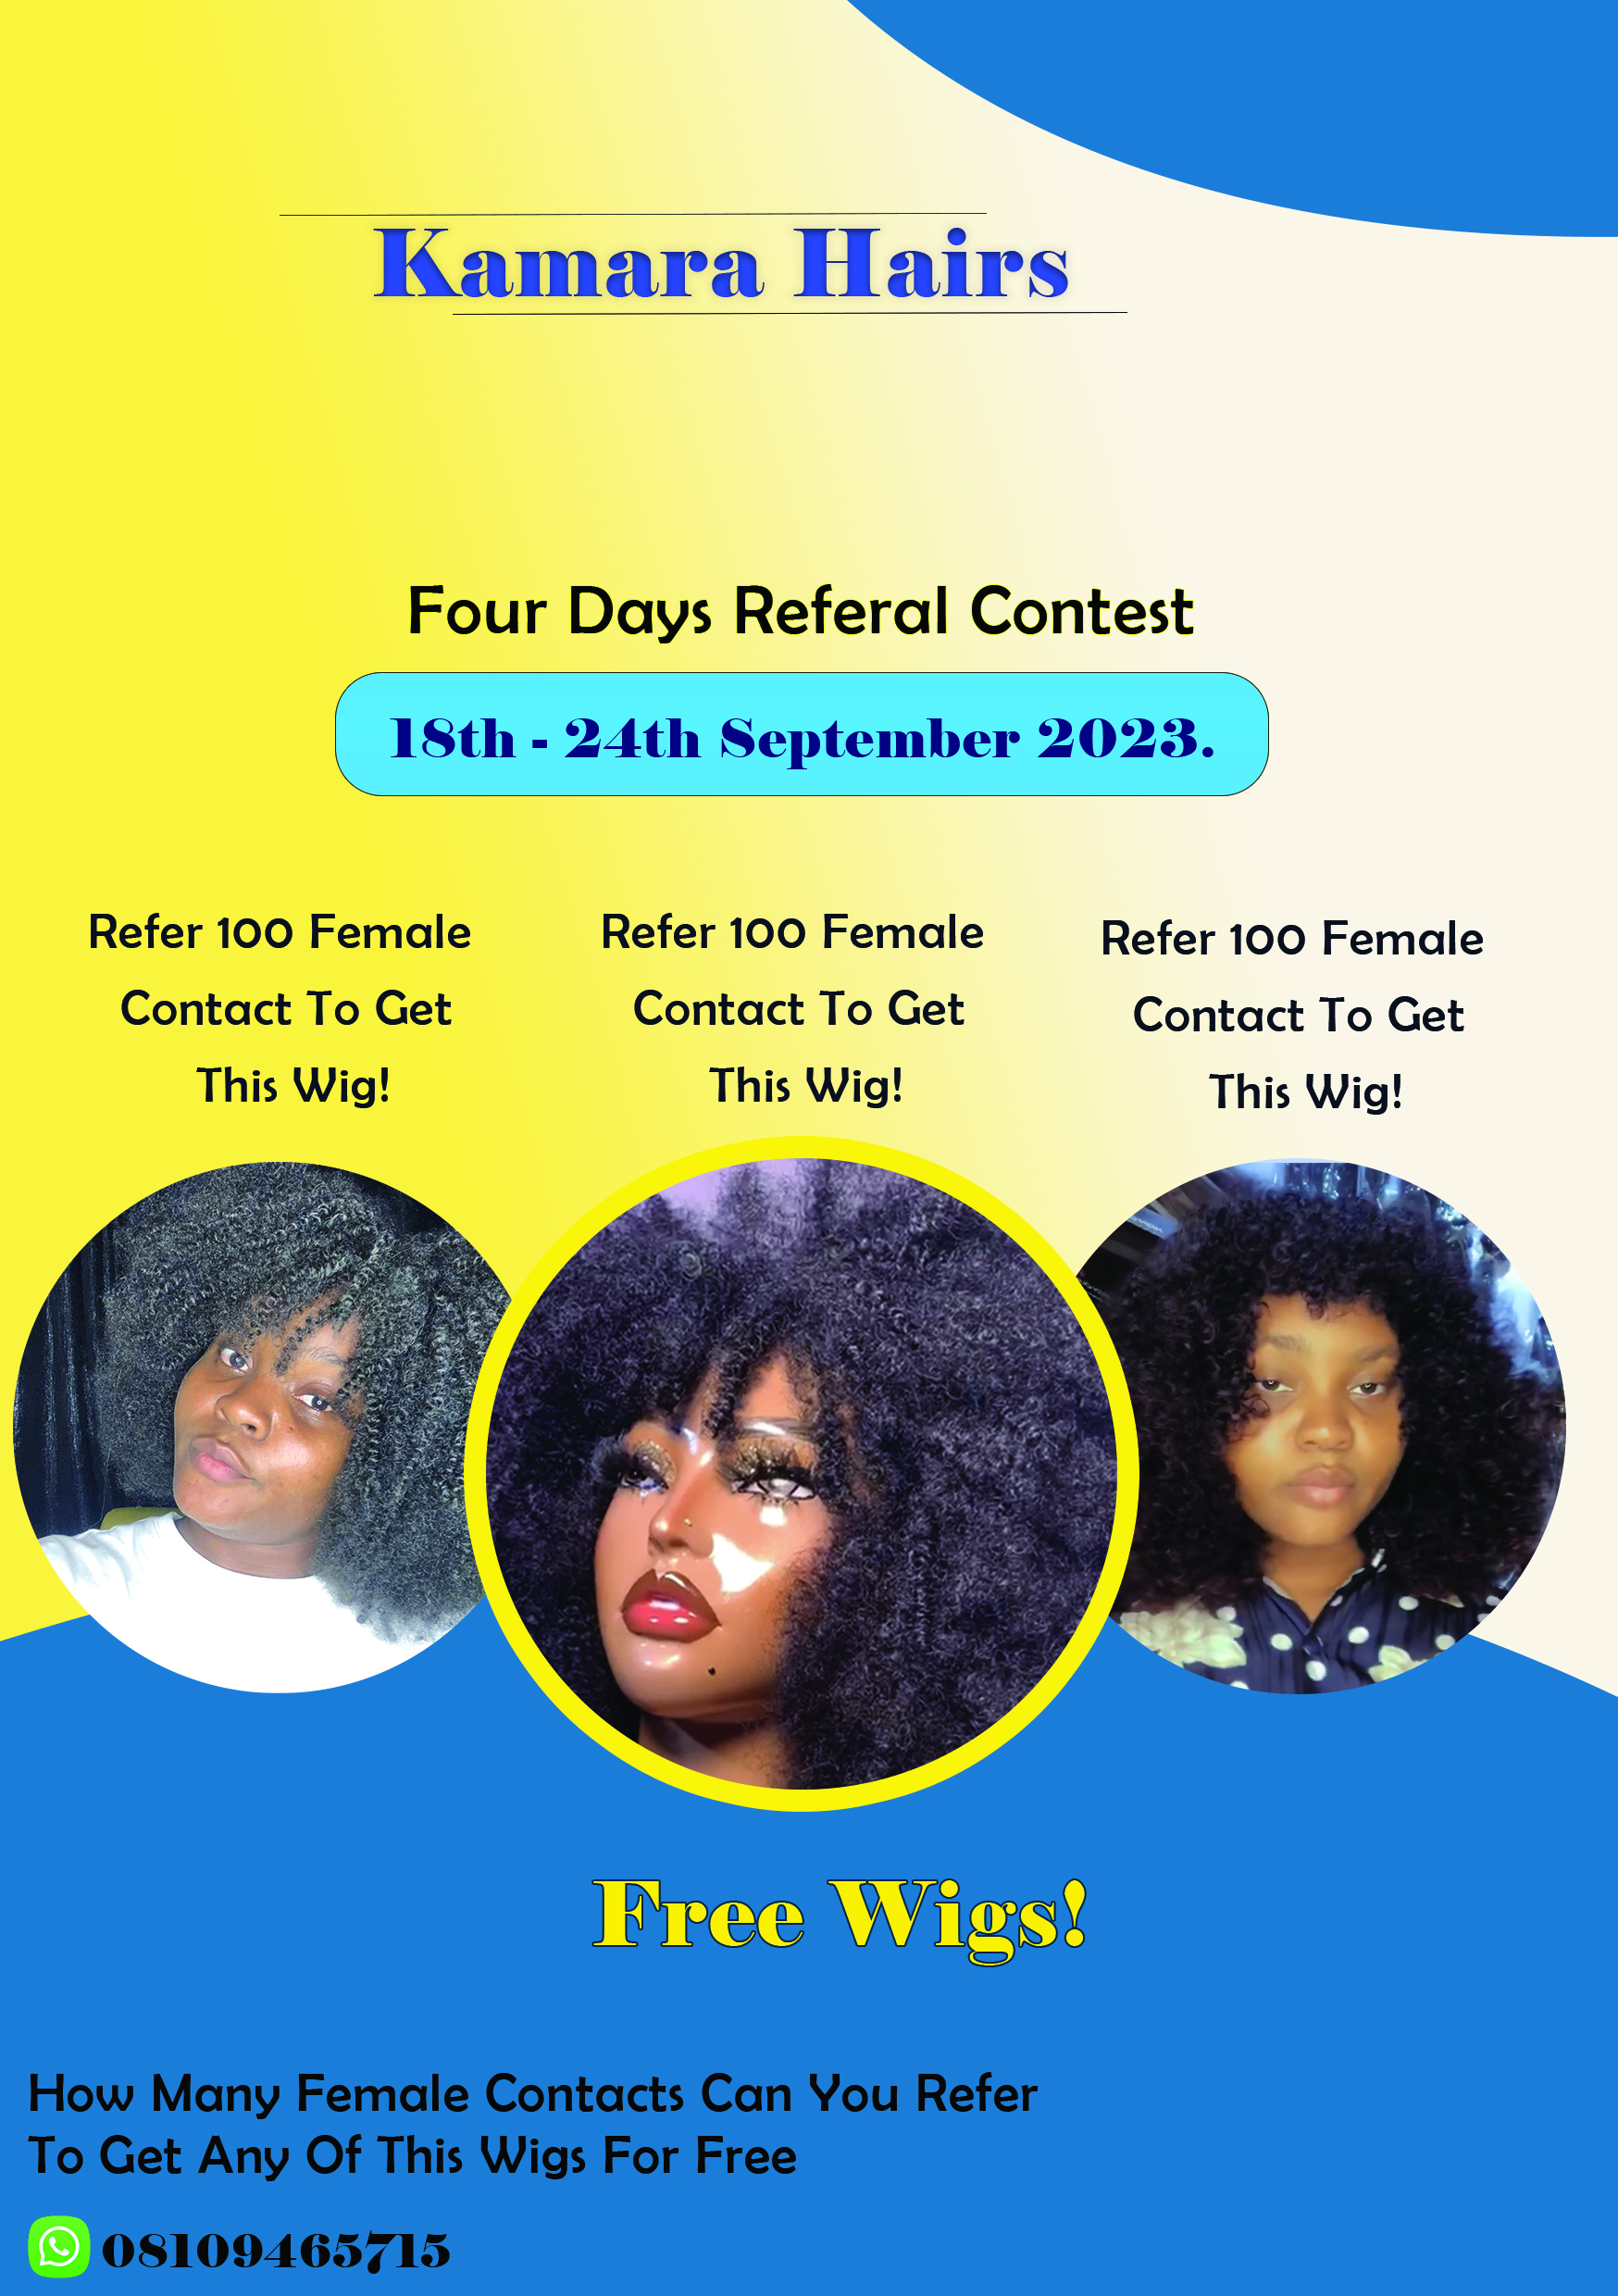 Kamara Hairs
Four Days Referal Contest
18th - 24th September 2023.
Refer 100 Female
Contact To Get
This Wig!
Refer 100 Female
Contact To Get
This Wig!
Refer 100 Female
Contact To Get
This Wig!
Free Wigs!
How Many Female Contacts Can You Refer
To Get Any Of This Wigs For Free
08109465715